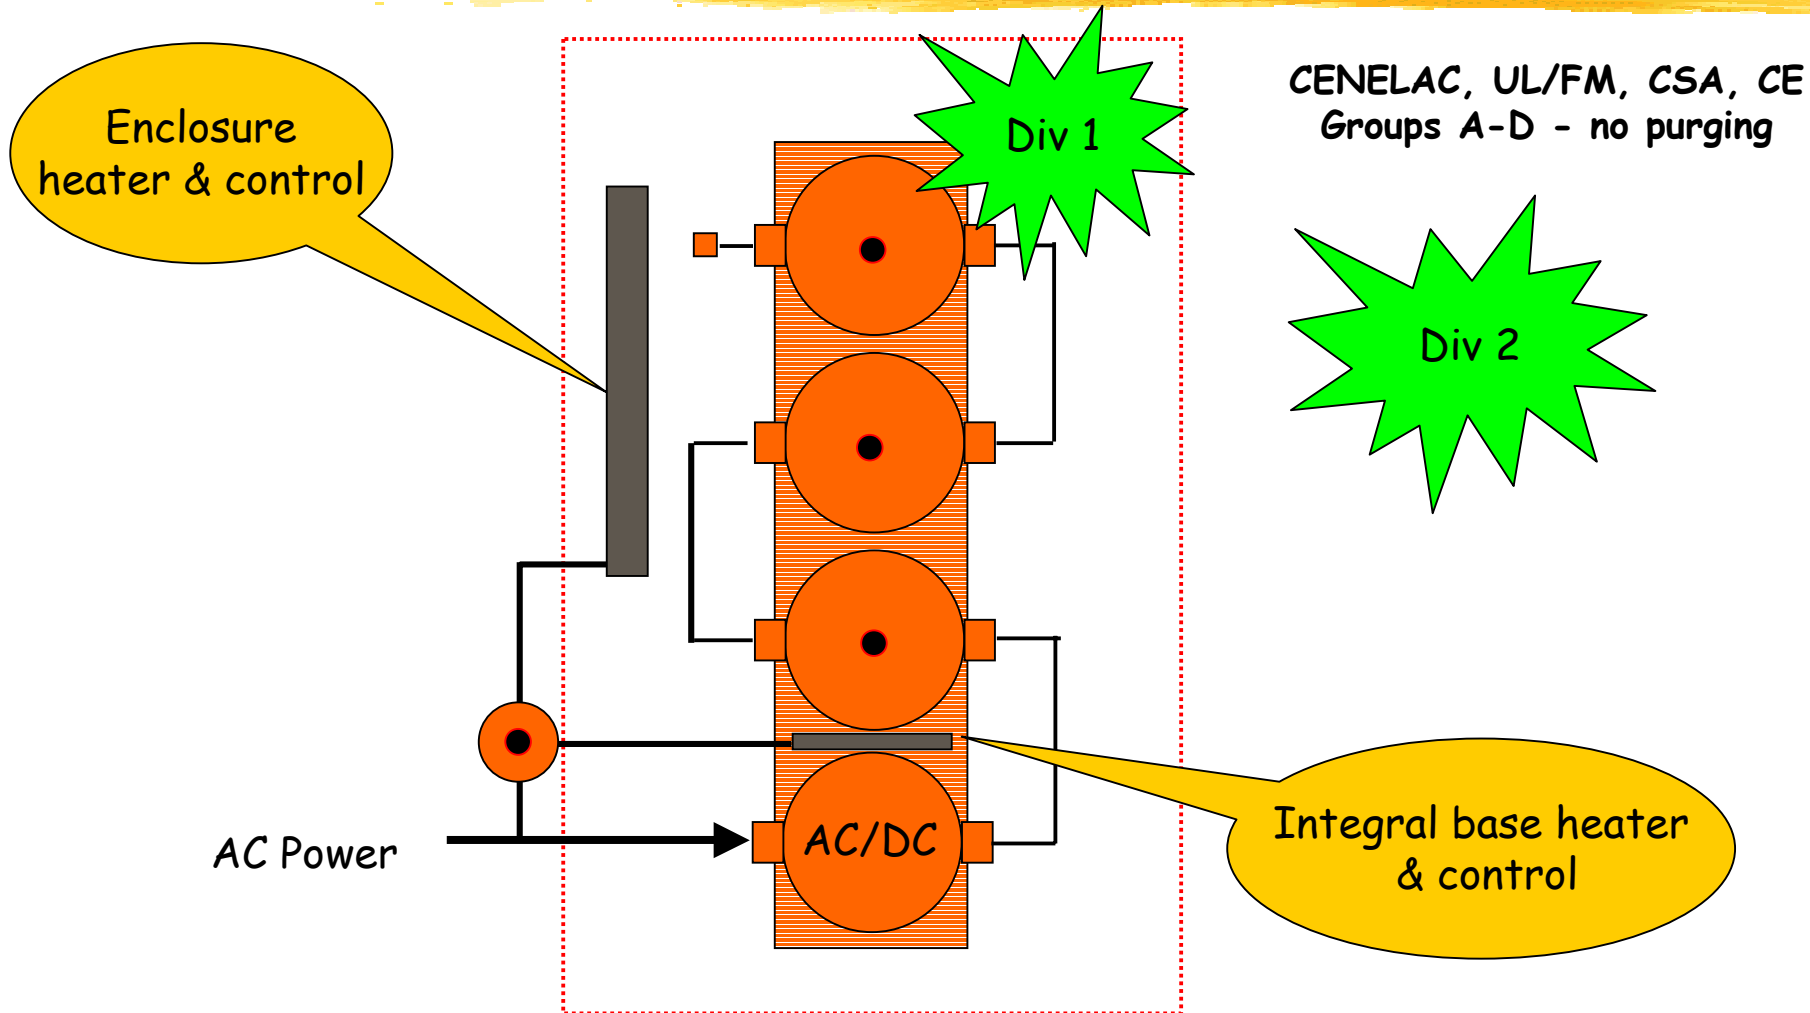 CENELAC, UL/FM, CSA, CE
Groups A-D - no purging
Enclosure
heater & control
Div 1
Div 2
Integral base heater
& control
AC/DC
AC Power